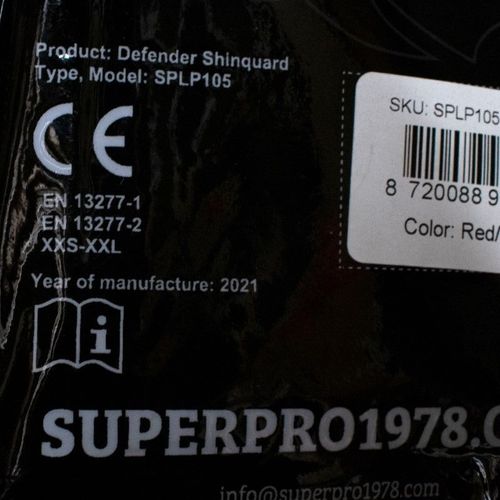 Product: Defender Shinquard
Type, Model: SPLP105
CE
EN 13277-1
EN 13277-2
XXS-XXL
Year of manufacture: 2021
i
SKU: SPLP105
8 720088 9
Color: Red/
SUPERPRO1978.C
info@superpro1978.com